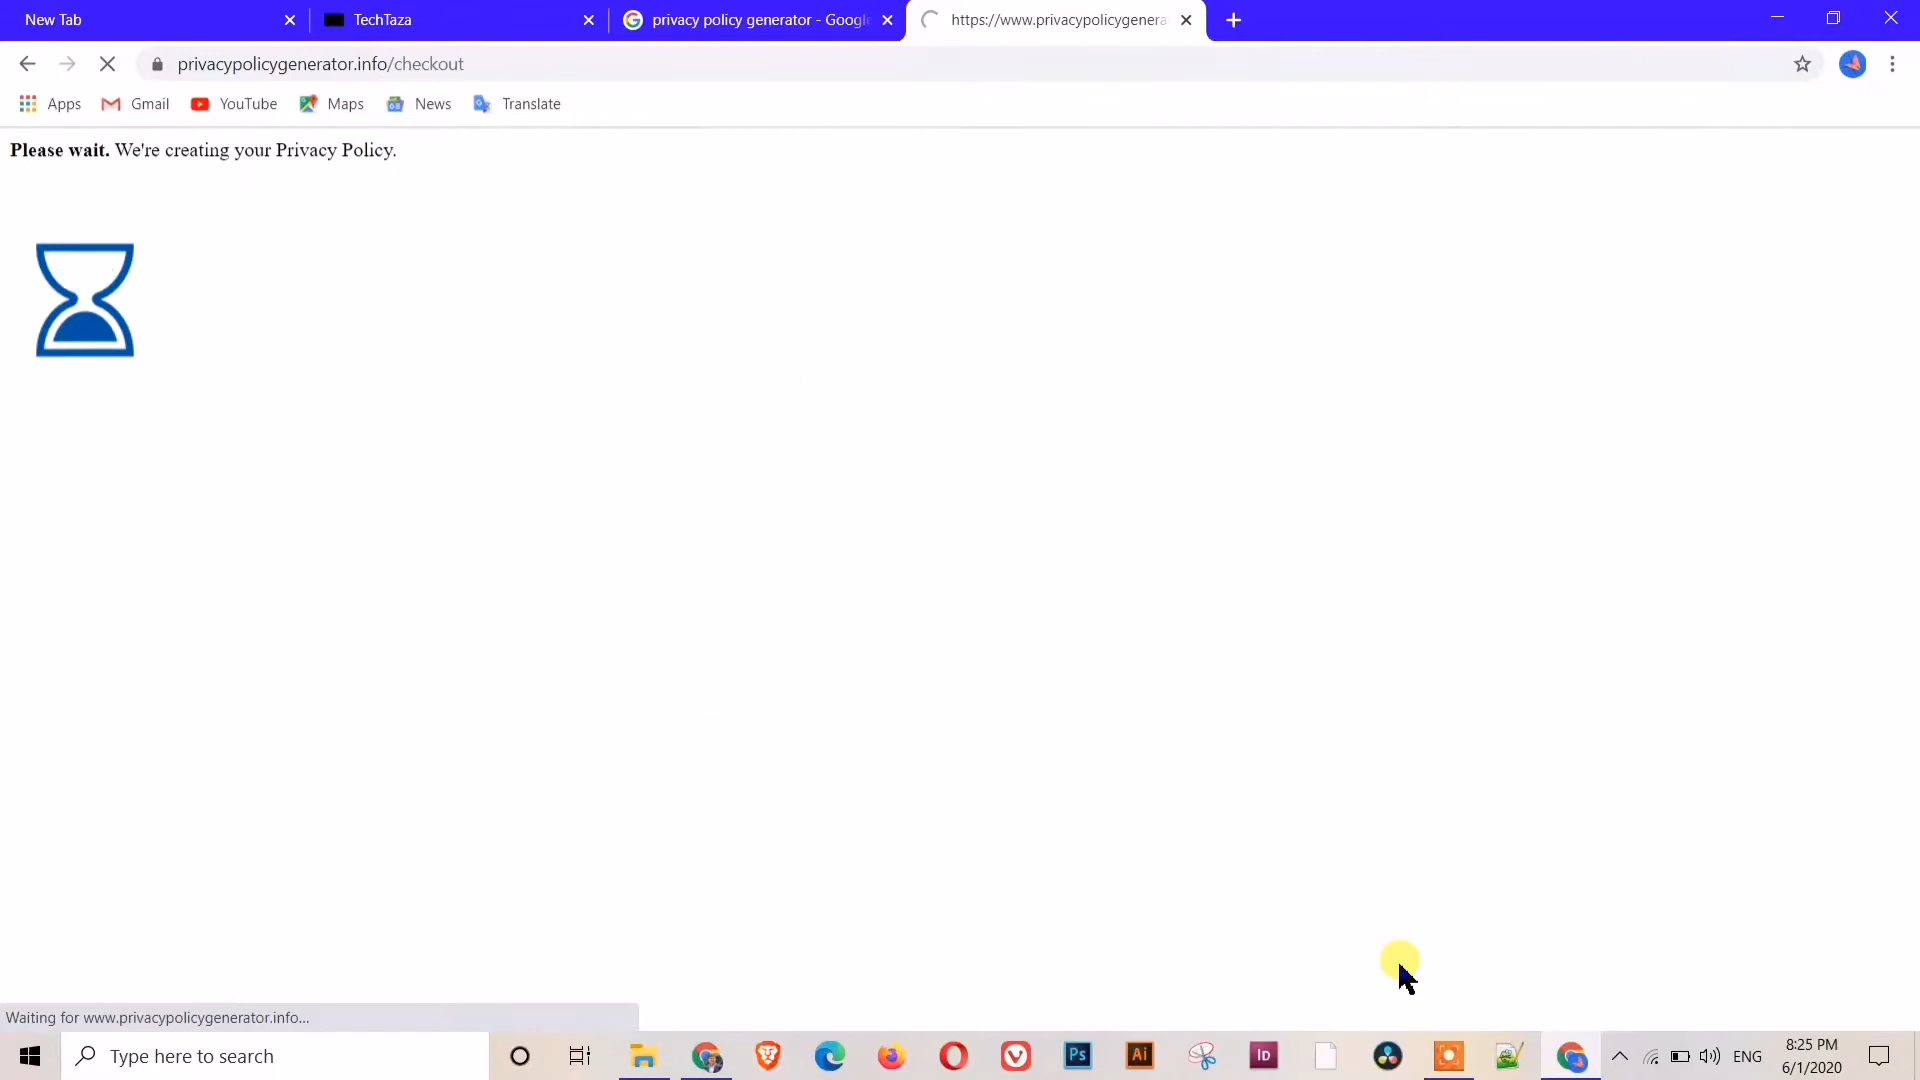 New Tab
TechTaza
privacy policy generator - Google
https://www.privacypolicygenera
privacypolicygenerator.info/checkout
Apps
Gmail
YouTube
Maps
News
Translate
Please wait. We're creating your Privacy Policy.
Waiting for www.privacypolicygenerator.info...
Type here to search
Ps
Ai
ID
ENG
8:25 PM
6/1/2020